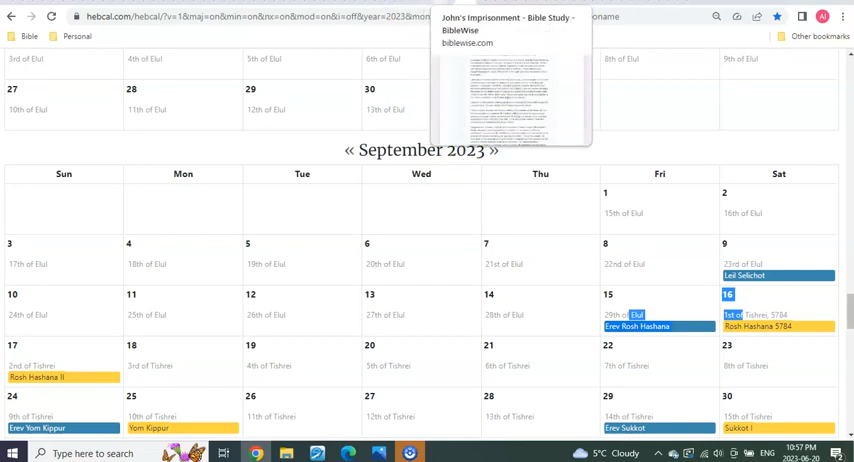 hebcal.com/hebcal/?v=1&maj=on&min=on&nx=on&mod=on&i=off&year=2023&mon
oname
AI
Bible
Personal
Other bookmarks
John's Imprisonment - Bible Study -
BibleWise
biblewise.com
3rd of Elul
4th of Elul
5th of Elul
6th of Elul
8th of Elul
9th of Elul
27
28
29
30
10th of Elul
11th of Elul
12th of Elul
13th of Elul
« September 2023 »
Sun Mon Tue Wed Thu Fri Sat
1
2
15th of Elul
16th of Elul
3
4
5
6
7
8
9
17th of Elul
18th of Elul
19th of Elul
20th of Elul
21st of Elul
22nd of Elul
23rd of Elul
Leil Selichot
10
11
12
13
14
15
16
24th of Elul
25th of Elul
26th of Elul
27th of Elul
28th of Elul
29th of Elul
1st of Tishrei, 5784
Erev Rosh Hashana
Rosh Hashana 5784
17
18
19
20
21
22
23
2nd of Tishrei
3rd of Tishrei
4th of Tishrei
5th of Tishrei
6th of Tishrei
7th of Tishrei
8th of Tishrei
Rosh Hashana II
24
25
26
27
28
29
30
9th of Tishrei
10th of Tishrei
11th of Tishrei
12th of Tishrei
13th of Tishrei
14th of Tishrei
15th of Tishrei
Erev Yom Kippur
Yom Kippur
Erev Sukkot
Sukkot I
Type here to search
5°C Cloudy
ENG
10:57 PM
2023-06-20
2